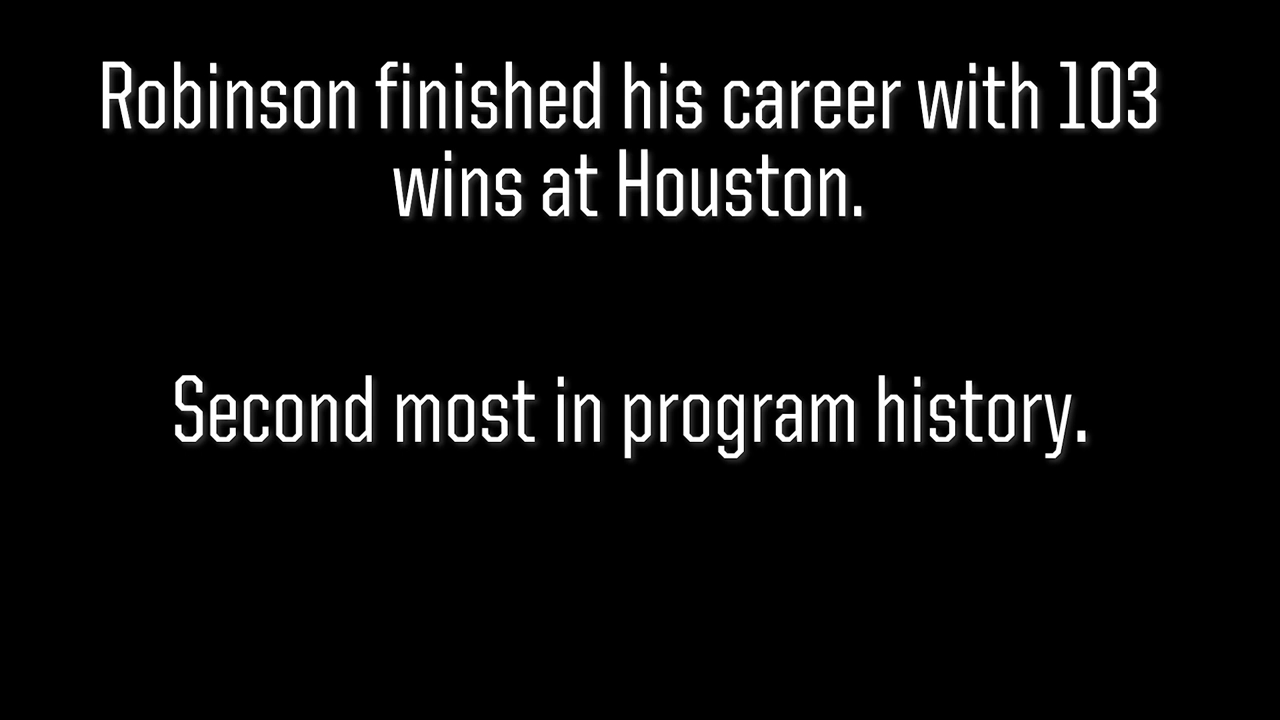 Robinson finished his career with 103
wins at Houston.
Second most in program history.